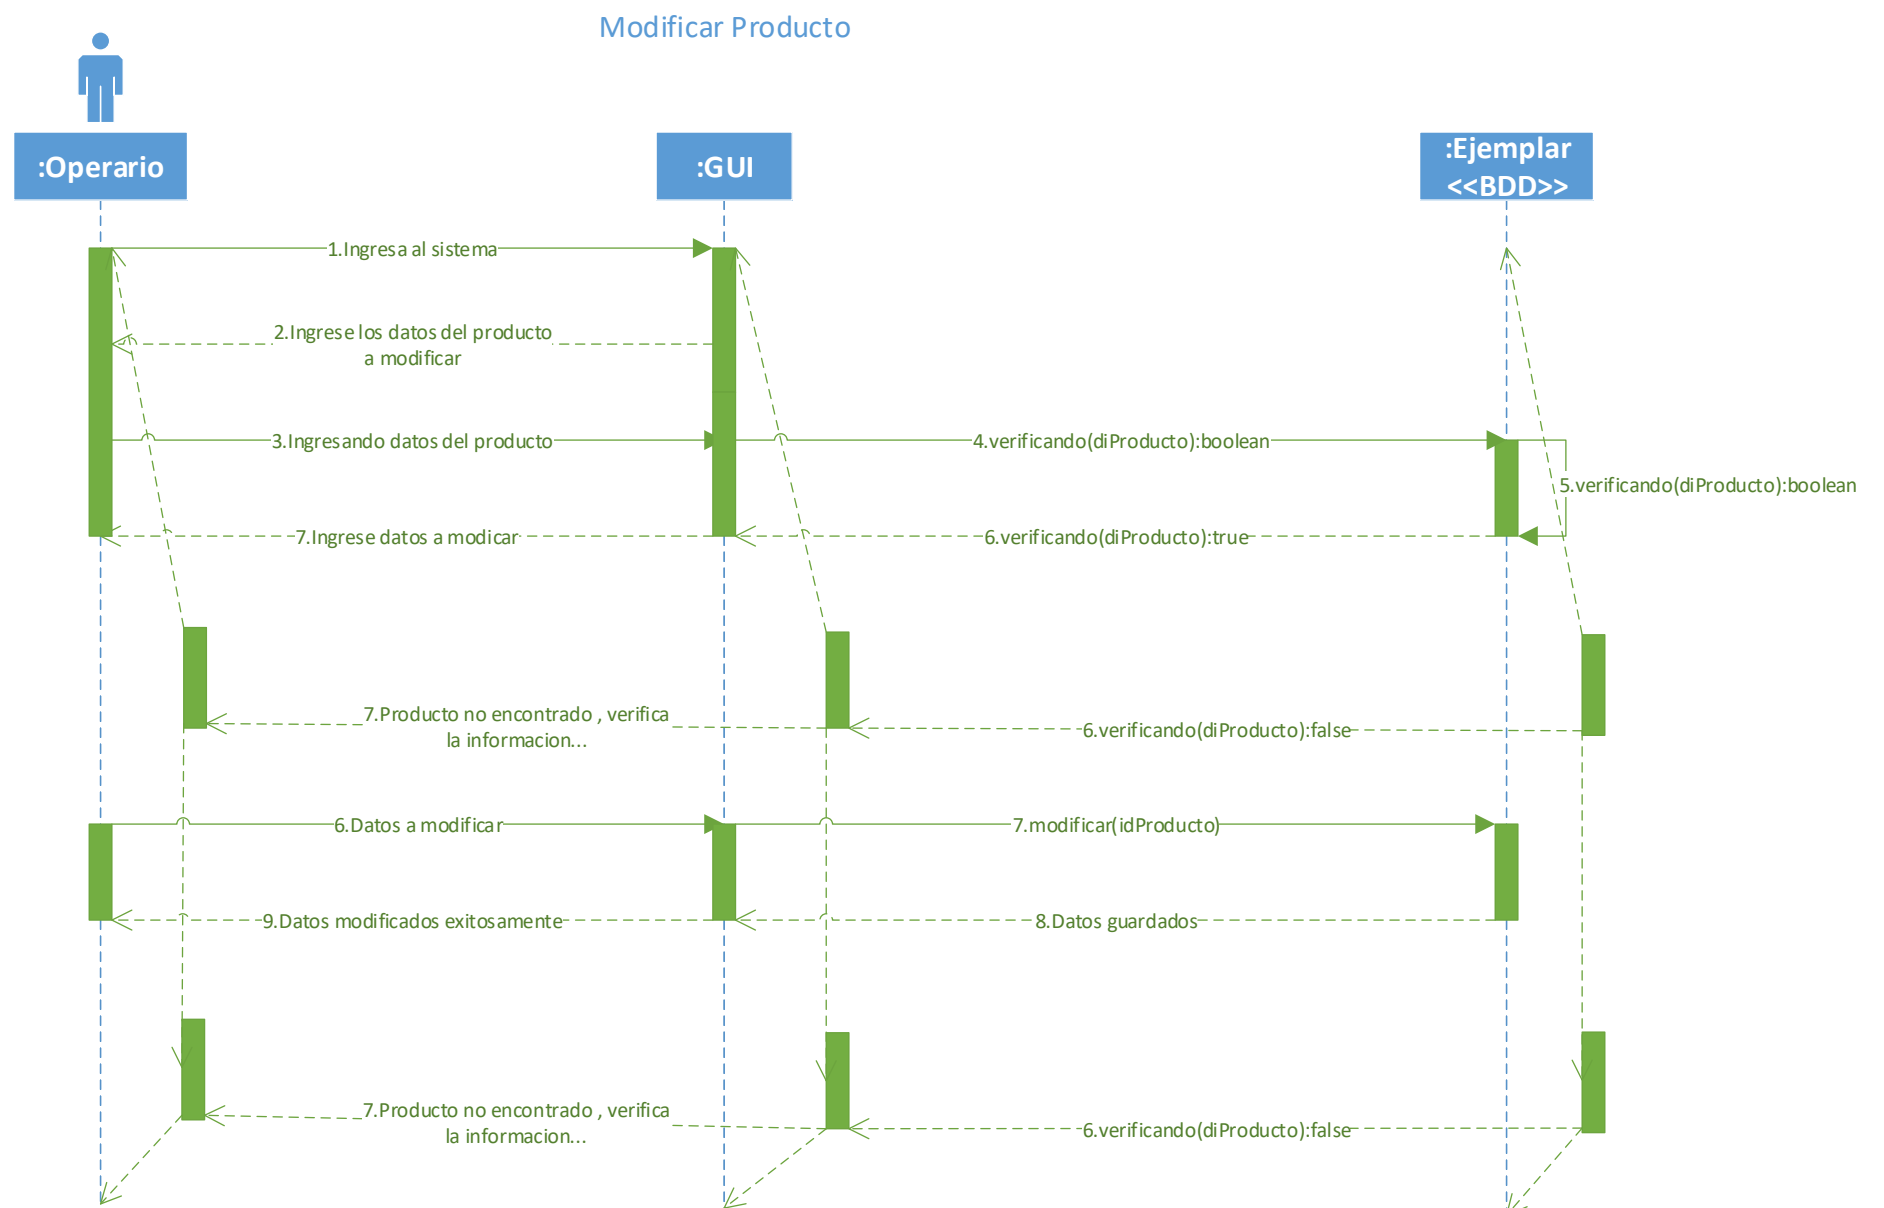 Modificar Producto
:Operario
:GUI
:Ejemplar
<<BDD>>
1.Ingresa al sistema
2.Ingrese los datos del producto
a modificar
3.Ingresando datos del producto
4.verificando(diProducto):boolean
5.verificando(diProducto):boolean
7.Ingrese datos a modicar
6.verificando(diProducto):true
7.Producto no encontrado , verifica
la informacion...
6.verificando(diProducto):false
6.Datos a modificar
7.modificar(idProducto)
9.Datos modificados exitosamente
8.Datos guardados
7.Producto no encontrado , verifica
la informacion...
6.verificando(diProducto):false